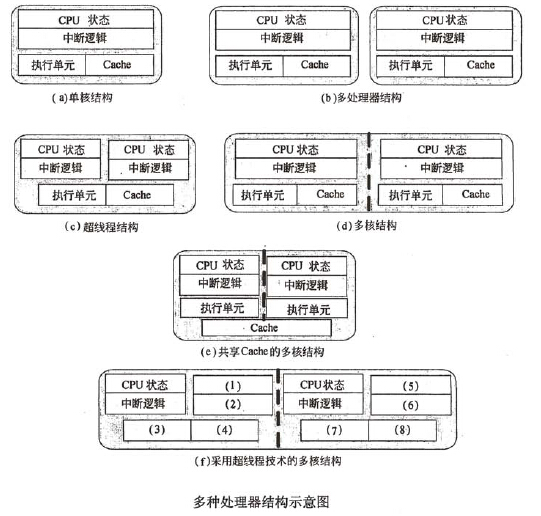 CPU 状态 CPU 状态 CPU 状态
中断逻辑 中断逻辑 中断逻辑
执行单元 Cache 执行单元 Cache 执行单元 Cache
(a)单核结构 (b)多处理器结构
CPU 状态 CPU 状态 CPU 状态 CPU 状态
中断逻辑 中断逻辑 中断逻辑 中断逻辑
执行单元 Cache 执行单元 Cache 执行单元 Cache
(c)超线程结构 (d)多核结构
CPU 状态 CPU 状态
中断逻辑 中断逻辑
执行单元 执行单元
Cache
(e)共享Cache的多核结构
CPU状态 (1) CPU状态 (5)
中断逻辑 (2) 中断逻辑 (6)
(3) (4) (7) (8)
(f)采用超线程技术的多核结构
多种处理器结构示意图